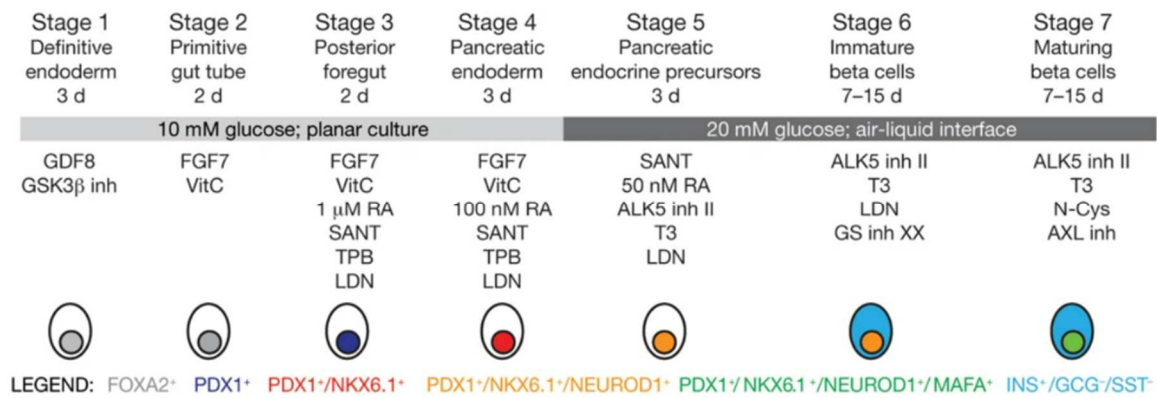 Stage 1
Definitive
endoderm
3 d
Stage 2
Primitive
gut tube
2 d
Stage 3
Posterior
foregut
2 d
Stage 4
Pancreatic
endoderm
3 d
Stage 5
Pancreatic
endocrine precursors
3 d
Stage 6
Immature
beta cells
7–15 d
Stage 7
Maturing
beta cells
7–15 d
10 mM glucose; planar culture
20 mM glucose; air-liquid interface
GDF8
GSK3β inh
FGF7
VitC
FGF7
VitC
1 μM RA
SANT
TPB
LDN
FGF7
VitC
100 nM RA
SANT
TPB
LDN
SANT
50 nM RA
ALK5 inh II
T3
LDN
ALK5 inh II
T3
LDN
GS inh XX
ALK5 inh II
T3
N-Cys
AXL inh
LEGEND: FOXA2⁺ PDX1⁺ PDX1⁺/NKX6.1⁺ PDX1⁺/NKX6.1⁺/NEUROD1⁺ PDX1⁺/NKX6.1⁺/NEUROD1⁺/MAFA⁺ INS⁺/GCG⁻/SST⁻